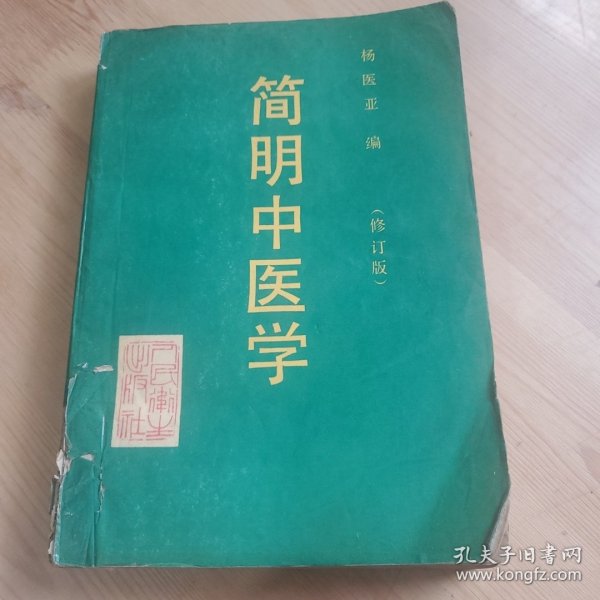 杨医亚 编
(修订版)
简明中医学
人民卫生
出版社
孔夫子旧书网
www.kongfz.com